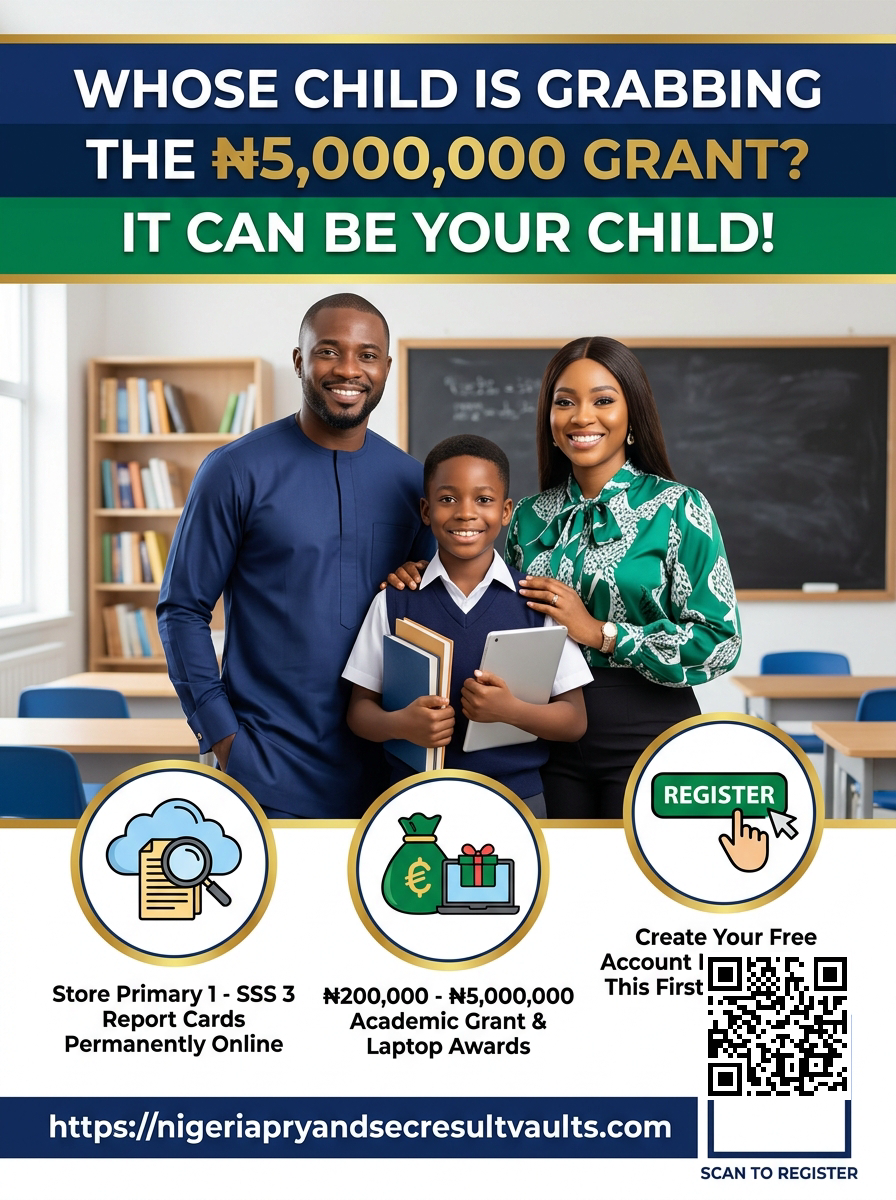 WHOSE CHILD IS GRABBING
THE ₦5,000,000 GRANT?
IT CAN BE YOUR CHILD!
REGISTER
Store Primary 1 - SSS 3
Report Cards
Permanently Online
₦200,000 - ₦5,000,000
Academic Grant &
Laptop Awards
Create Your Free
Account
This First
https://nigeriapryandsecresultvaults.com
SCAN TO REGISTER